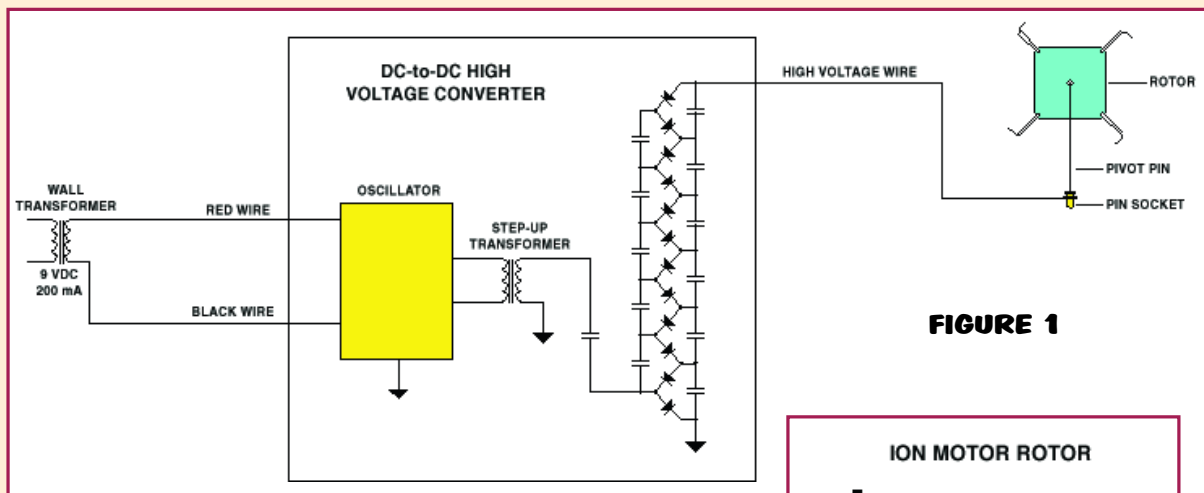 DC-to-DC HIGH
VOLTAGE CONVERTER
HIGH VOLTAGE WIRE
ROTOR
WALL
TRANSFORMER
RED WIRE
OSCILLATOR
STEP-UP
TRANSFORMER
PIVOT PIN
PIN SOCKET
9 VDC
200 mA
BLACK WIRE
FIGURE 1
ION MOTOR ROTOR